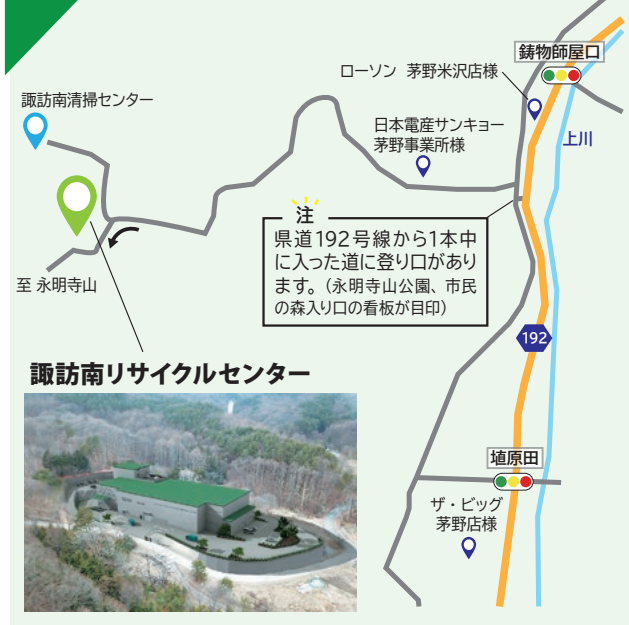 鋳物師屋口
ローソン 茅野米沢店様
諏訪南清掃センター
日本電産サンキョー
茅野事業所様
上川
注
県道192号線から1本中
に入った道に登り口があり
ます。（永明寺山公園、市民
の森入り口の看板が目印）
至 永明寺山
192
諏訪南リサイクルセンター
埴原田
ザ・ビッグ
茅野店様